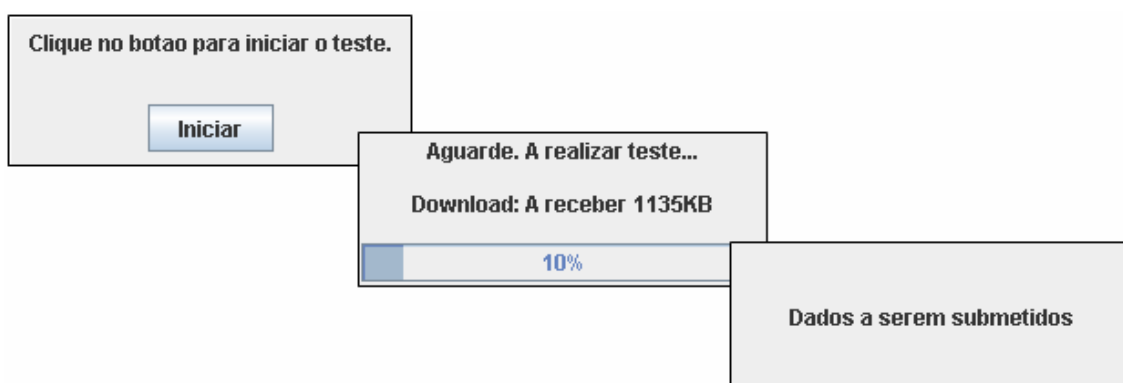 Clique no botao para iniciar o teste.
Iniciar
Aguarde. A realizar teste...
Download: A receber 1135KB
10%
Dados a serem submetidos